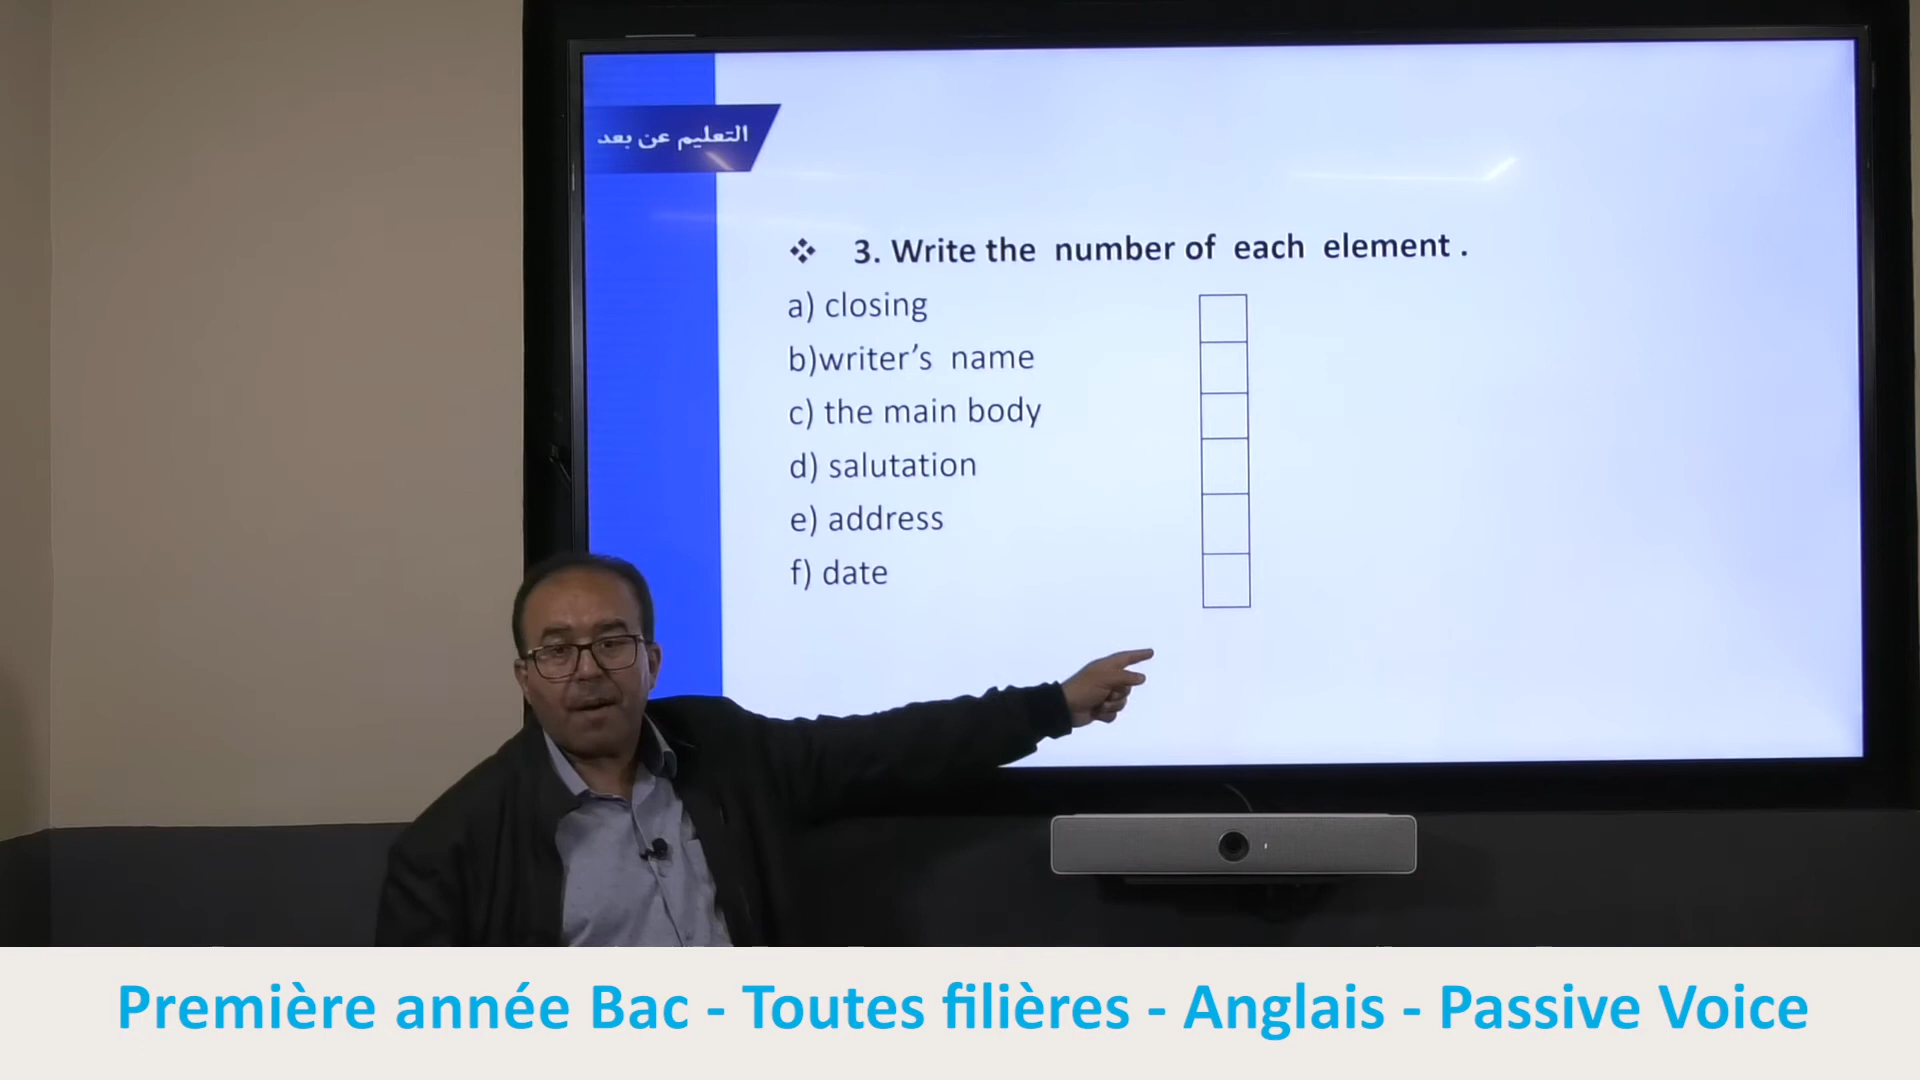 التعليم عن بعد
❖ 3. Write the number of each element .
a) closing
b)writer’s name
c) the main body
d) salutation
e) address
f) date
Première année Bac - Toutes filières - Anglais - Passive Voice